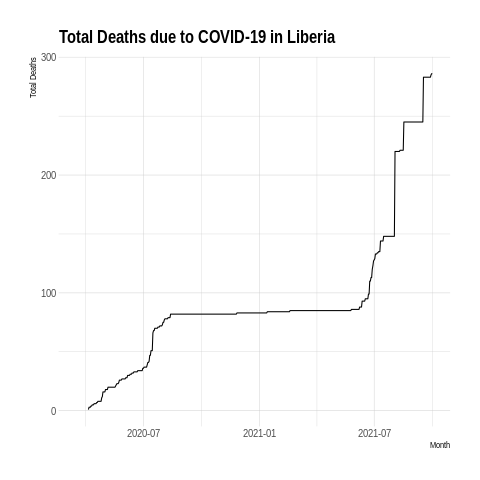 Total Deaths due to COVID-19 in Liberia
Total Deaths
300
200
100
0
2020-07
2021-01
2021-07
Month